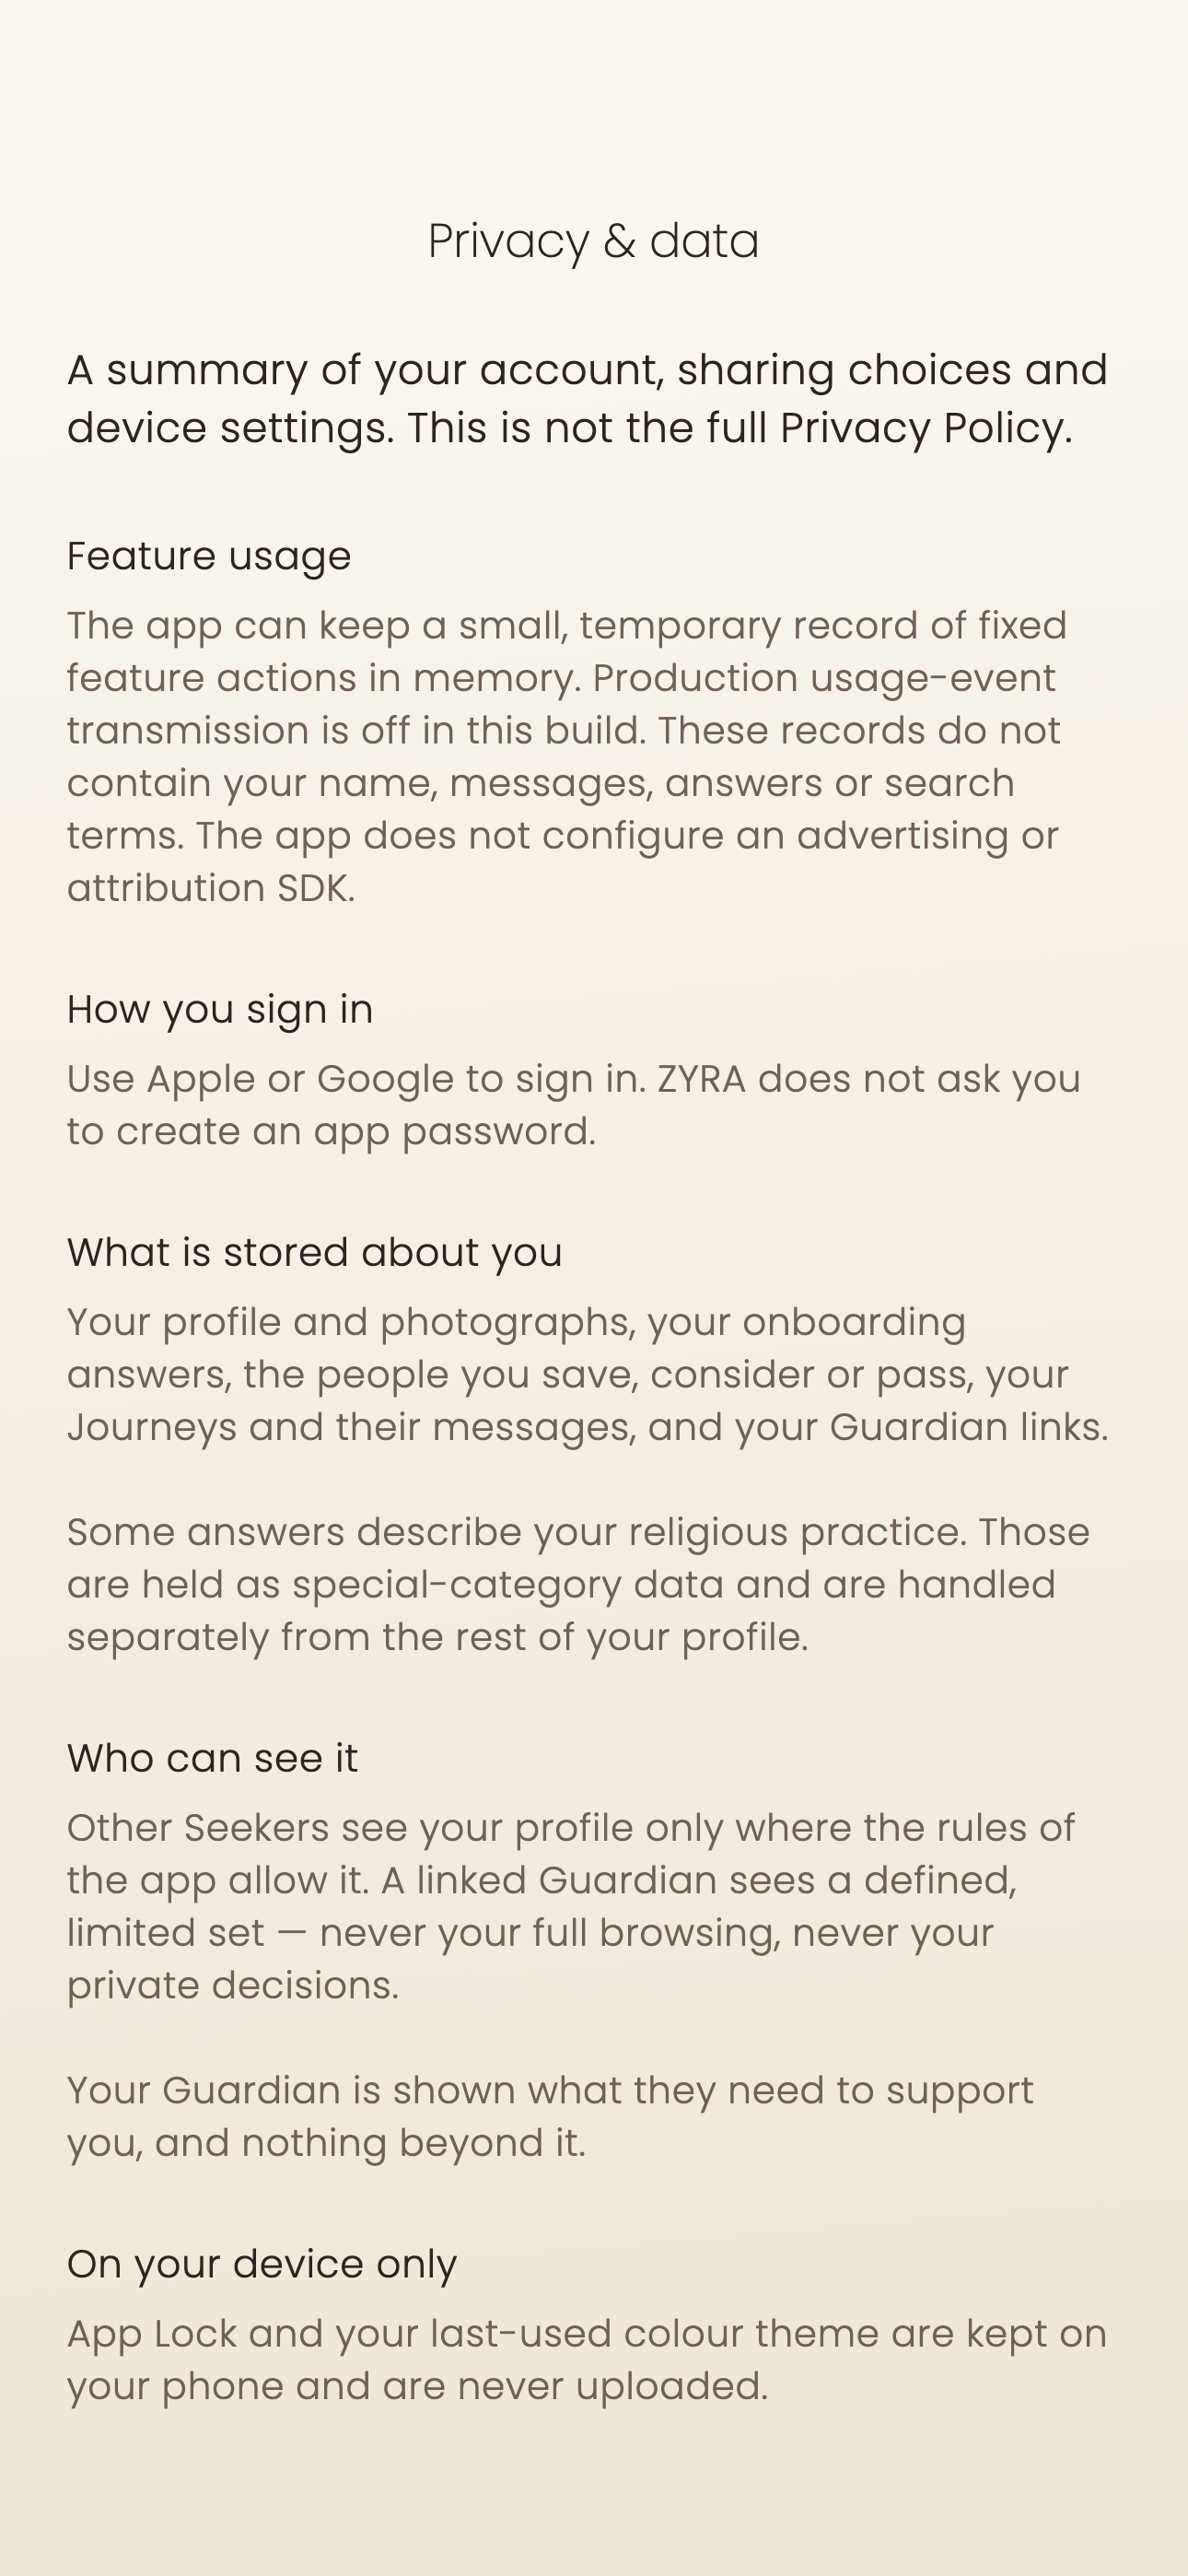 Privacy & data
A summary of your account, sharing choices and
device settings. This is not the full Privacy Policy.
Feature usage
The app can keep a small, temporary record of fixed
feature actions in memory. Production usage-event
transmission is off in this build. These records do not
contain your name, messages, answers or search
terms. The app does not configure an advertising or
attribution SDK.
How you sign in
Use Apple or Google to sign in. ZYRA does not ask you
to create an app password.
What is stored about you
Your profile and photographs, your onboarding
answers, the people you save, consider or pass, your
Journeys and their messages, and your Guardian links.
Some answers describe your religious practice. Those
are held as special-category data and are handled
separately from the rest of your profile.
Who can see it
Other Seekers see your profile only where the rules of
the app allow it. A linked Guardian sees a defined,
limited set — never your full browsing, never your
private decisions.
Your Guardian is shown what they need to support
you, and nothing beyond it.
On your device only
App Lock and your last-used colour theme are kept on
your phone and are never uploaded.